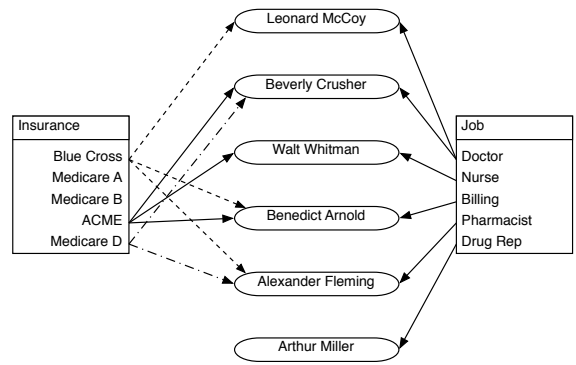 Leonard McCoy
Beverly Crusher
Walt Whitman
Benedict Arnold
Alexander Fleming
Arthur Miller
Insurance
Blue Cross
Medicare A
Medicare B
ACME
Medicare D
Job
Doctor
Nurse
Billing
Pharmacist
Drug Rep